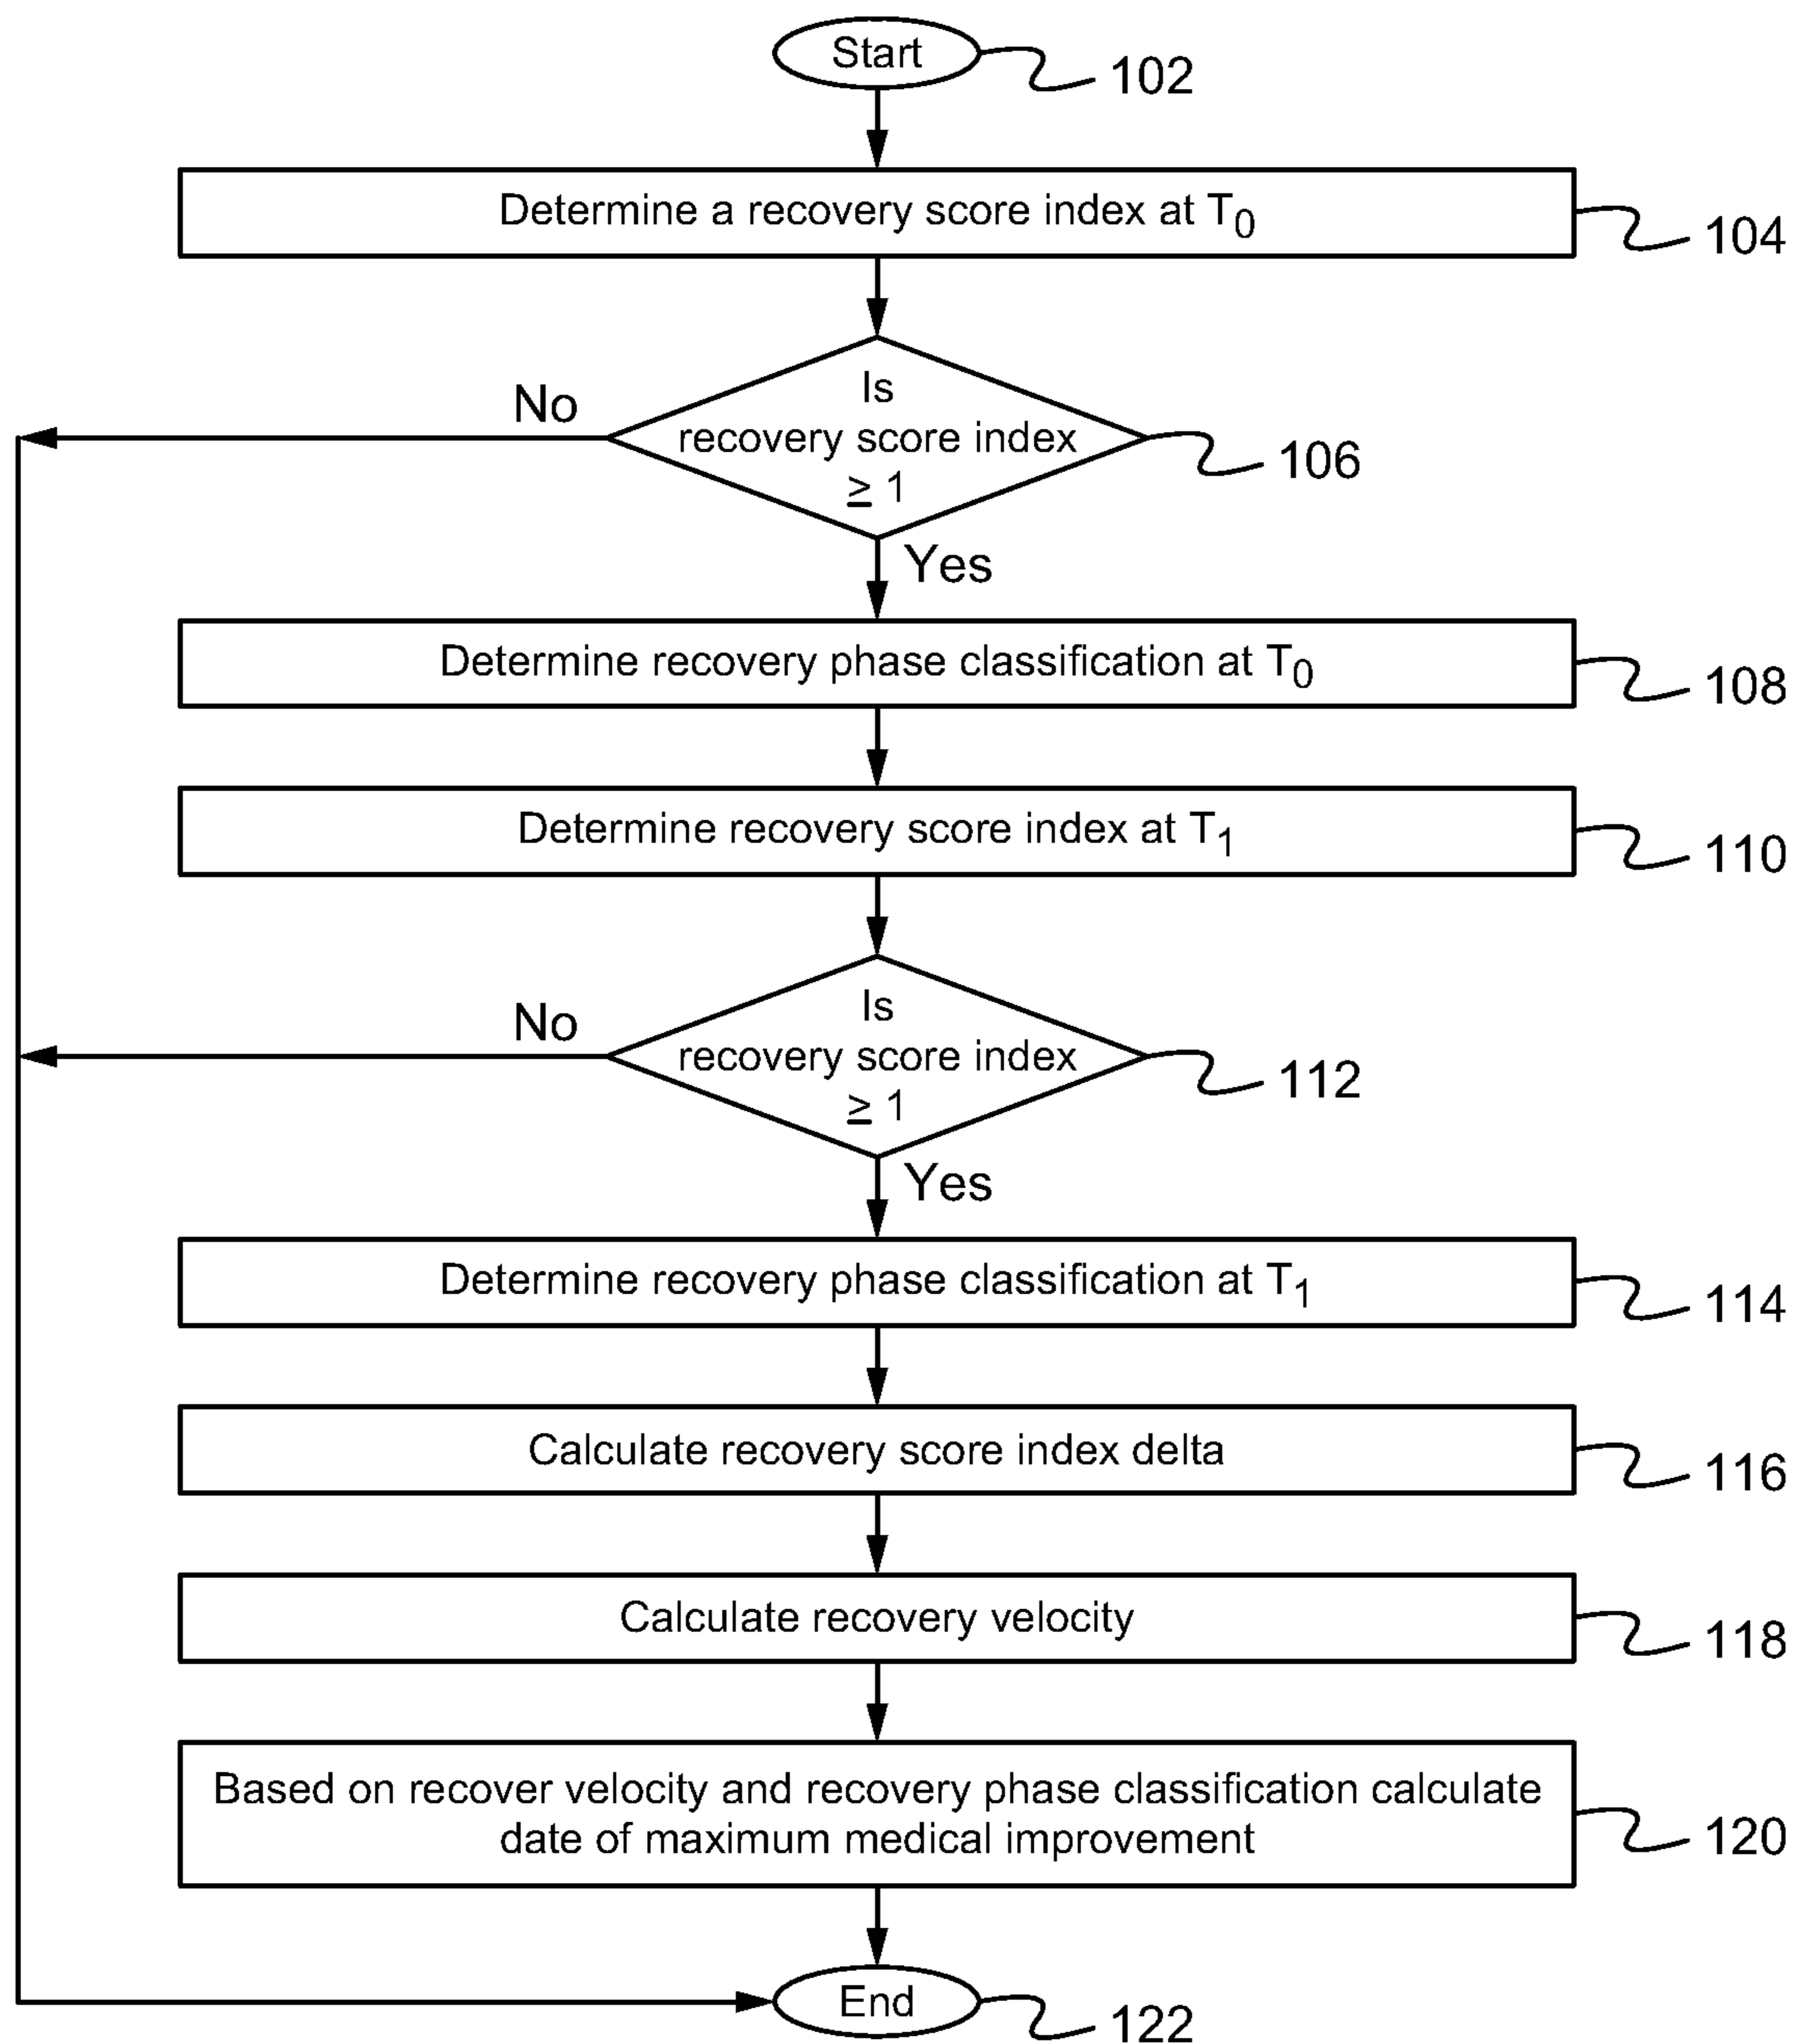 Start
102
Determine a recovery score index at T₀
104
Is
recovery score index
≥ 1
No
106
Yes
Determine recovery phase classification at T₀
108
Determine recovery score index at T₁
110
Is
recovery score index
≥ 1
No
112
Yes
Determine recovery phase classification at T₁
114
Calculate recovery score index delta
116
Calculate recovery velocity
118
Based on recover velocity and recovery phase classification calculate
date of maximum medical improvement
120
End
122